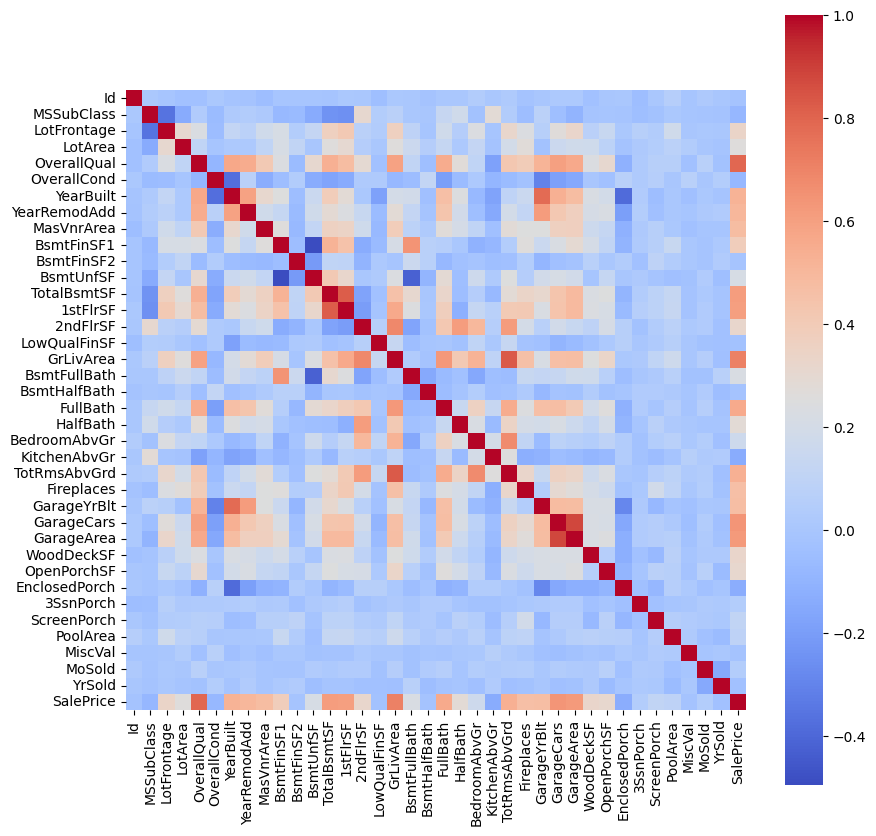 Id
MSSubClass
LotFrontage
LotArea
OverallQual
OverallCond
YearBuilt
YearRemodAdd
MasVnrArea
BsmtFinSF1
BsmtFinSF2
BsmtUnfSF
TotalBsmtSF
1stFlrSF
2ndFlrSF
LowQualFinSF
GrLivArea
BsmtFullBath
BsmtHalfBath
FullBath
HalfBath
BedroomAbvGr
KitchenAbvGr
TotRmsAbvGrd
Fireplaces
GarageYrBlt
GarageCars
GarageArea
WoodDeckSF
OpenPorchSF
EnclosedPorch
3SsnPorch
ScreenPorch
PoolArea
MiscVal
MoSold
YrSold
SalePrice
Id
MSSubClass
LotFrontage
LotArea
OverallQual
OverallCond
YearBuilt
YearRemodAdd
MasVnrArea
BsmtFinSF1
BsmtFinSF2
BsmtUnfSF
TotalBsmtSF
1stFlrSF
2ndFlrSF
LowQualFinSF
GrLivArea
BsmtFullBath
BsmtHalfBath
FullBath
HalfBath
BedroomAbvGr
KitchenAbvGr
TotRmsAbvGrd
Fireplaces
GarageYrBlt
GarageCars
GarageArea
WoodDeckSF
OpenPorchSF
EnclosedPorch
3SsnPorch
ScreenPorch
PoolArea
MiscVal
MoSold
YrSold
SalePrice
1.0
0.8
0.6
0.4
0.2
0.0
−0.2
−0.4